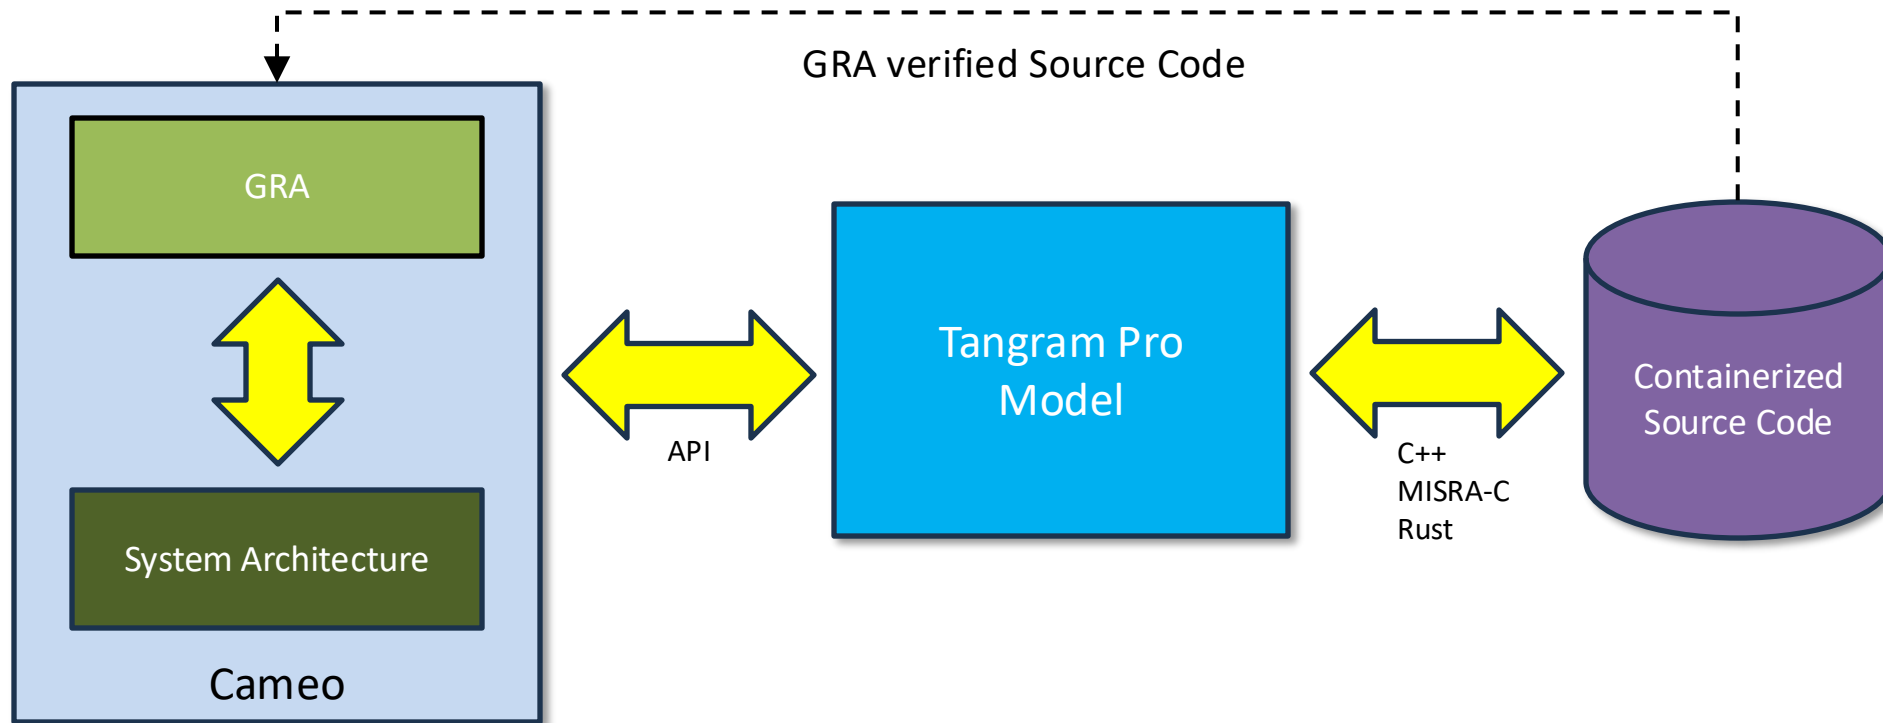 GRA verified Source Code
GRA
System Architecture
Cameo
API
Tangram Pro
Model
C++
MISRA-C
Rust
Containerized
Source Code